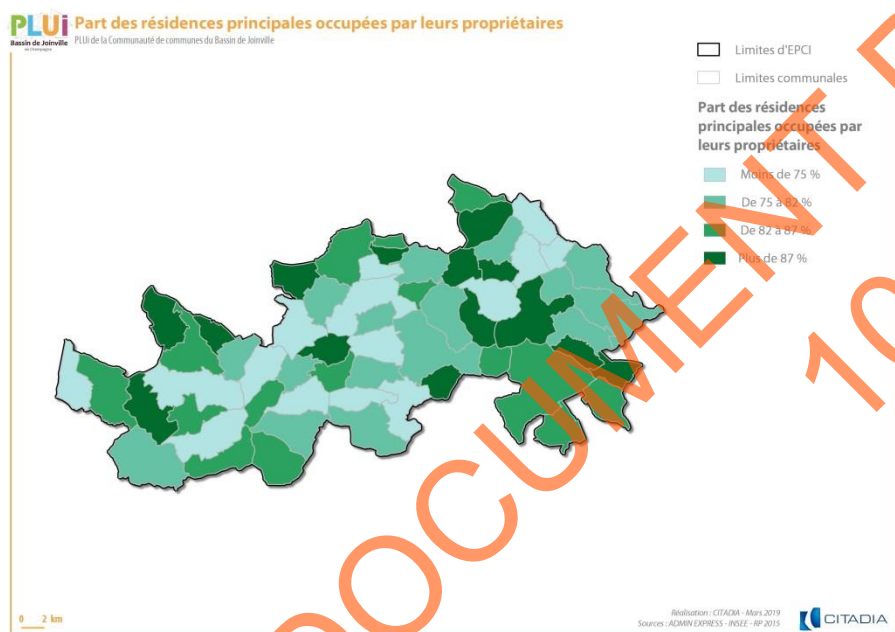 PLUi
Bassin de Joinville
en Champagne
Part des résidences principales occupées par leurs propriétaires
PLUi de la Communauté de communes du Bassin de Joinville
Limites d'EPCI
Limites communales
Part des résidences
principales occupées par
leurs propriétaires
Moins de 75 %
De 75 à 82 %
De 82 à 87 %
Plus de 87 %
DOCUMENT
10
0 2 km
Réalisation : CITADIA - Mars 2019
Sources : ADMIN EXPRESS - INSEE - RP 2015
CITADIA